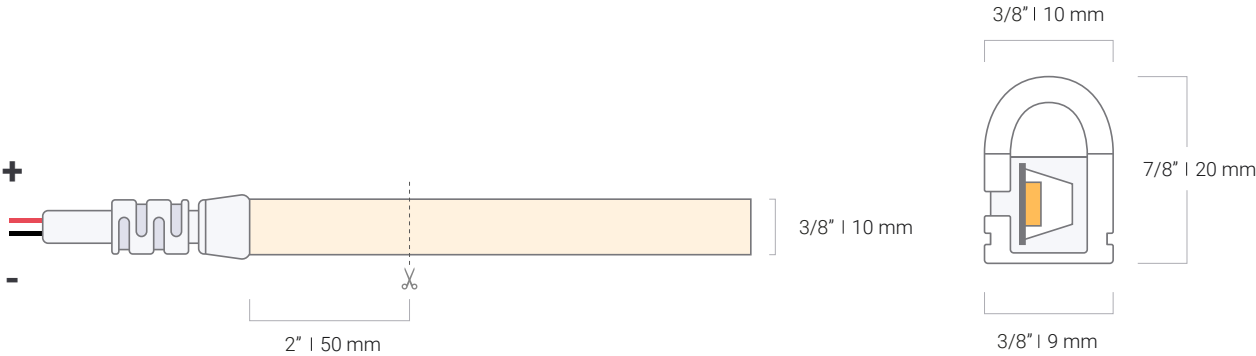 3/8” | 10 mm
+
7/8” | 20 mm
3/8” | 10 mm
-
3/8” | 9 mm
2” | 50 mm